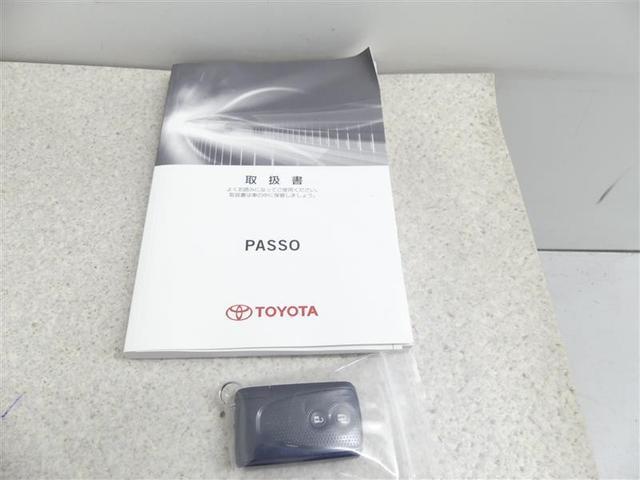 取扱書
よくお読みになってご使用ください。
取扱書は車の中に保管しましょう。
PASSO
TOYOTA